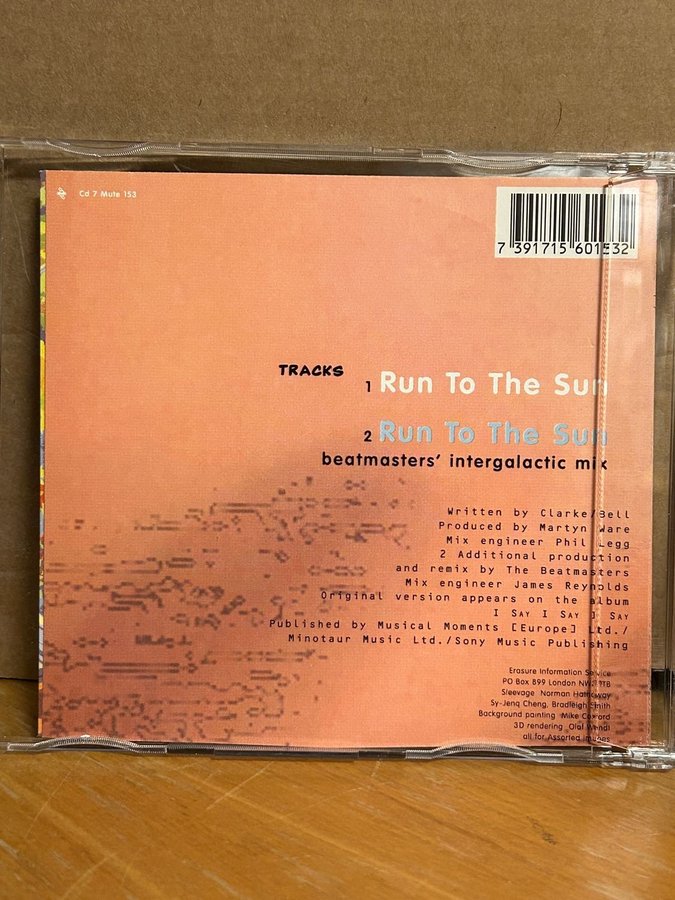 Cd 7 Mute 153
7 391715 601532
TRACKS
1 Run To The Sun
2 Run To The Sun
beatmasters' intergalactic mix
Written by Clarke/Bell
Produced by Martyn Ware
Mix engineer Phil Legg
2 Additional production
and remix by The Beatmasters
Mix engineer James Reynolds
Original version appears on the album
I SAY I SAY I SAY
Published by Musical Moments [Europe] Ltd./
Minotaur Music Ltd./Sony Music Publishing
Erasure Information Service
PO Box B99 London
Sleevage Norman Hathaway
Sy-Jenq Cheng, Bradleigh Smith
Background painting Mike
3D rendering Olaf Wendt
all for Assorted images